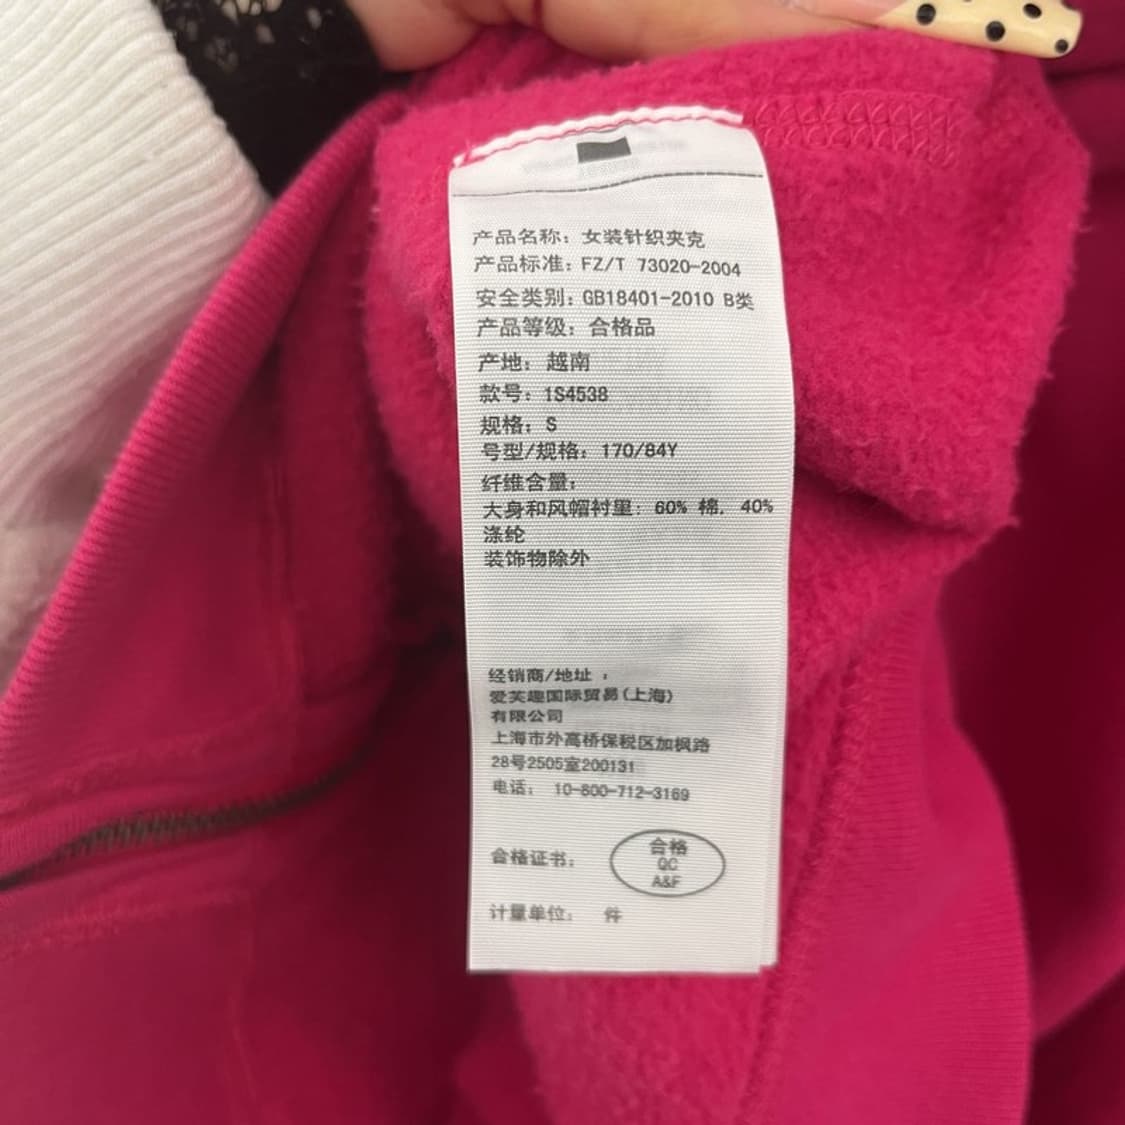 产品名称: 女装针织夹克
产品标准: FZ/T 73020-2004
安全类别: GB18401-2010 B类
产品等级: 合格品
产地: 越南
款号: 1S4538
规格: S
号型/规格: 170/84Y
纤维含量:
大身和风帽衬里: 60% 棉, 40%
涤纶
装饰物除外
经销商/地址 :
爱芙趣国际贸易(上海)
有限公司
上海市外高桥保税区加枫路
28号2505室200131
电话: 10-800-712-3169
合格证书:
合格
QC
A&F
计量单位: 件